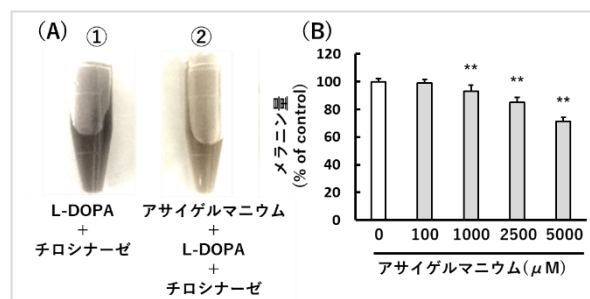 (A)
①
②
L-DOPA
+
チロシナーゼ
アサイゲルマニウム
+
L-DOPA
+
チロシナーゼ
(B)
メラニン量
(% of control)
120
100
80
60
40
20
0
**
**
**
0 100 1000 2500 5000
アサイゲルマニウム(μM)